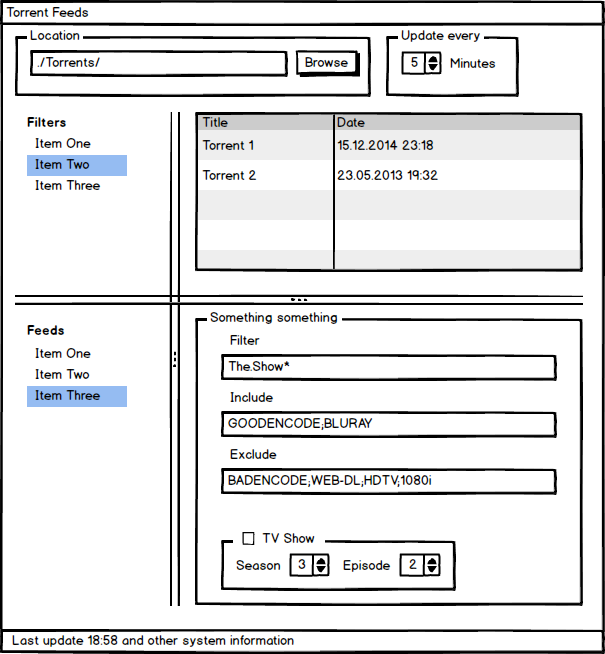 Torrent Feeds
Location
Update every
./Torrents/
Browse
5
Minutes
Filters
Item One
Item Two
Item Three
Title Date
Torrent 1 15.12.2014 23:18
Torrent 2 23.05.2013 19:32
Feeds
Item One
Item Two
Item Three
Something something
Filter
The.Show*
Include
GOODENCODE;BLURAY
Exclude
BADENCODE;WEB-DL;HDTV;1080i
TV Show
Season 3 Episode 2
Last update 18:58 and other system information